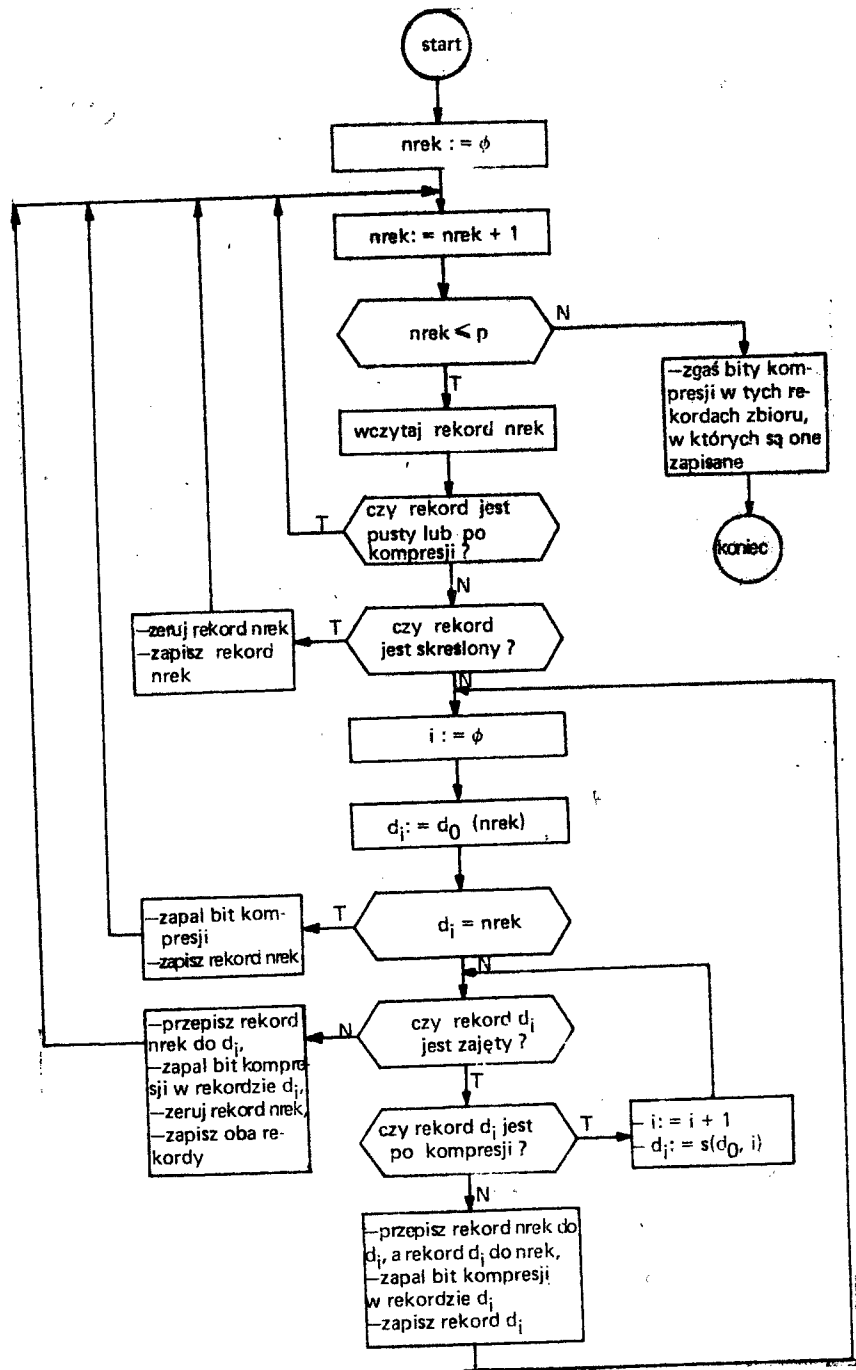 start
nrek : = ϕ
nrek: = nrek + 1
nrek ≤ p
N
T
—zgaś bity kom-
presji w tych re-
kordach zbioru,
w których są one
zapisane
koniec
wczytaj rekord nrek
czy rekord jest
pusty lub po
kompresji ?
T
N
czy rekord
jest skreślony ?
T
N
—zeruj rekord nrek
—zapisz rekord
nrek
i : = ϕ
di: = d0 (nrek)
di = nrek
T
N
—zapal bit kom-
presji
—zapisz rekord nrek
czy rekord di
jest zajęty ?
N
T
—przepisz rekord
nrek do di,
—zapal bit kompre-
sji w rekordzie di,
—zeruj rekord nrek,
—zapisz oba re-
kordy
czy rekord di jest
po kompresji ?
T
N
— i: = i + 1
— di: = s(d0, i)
—przepisz rekord nrek do
di, a rekord di do nrek,
—zapal bit kompresji
w rekordzie di
—zapisz rekord di